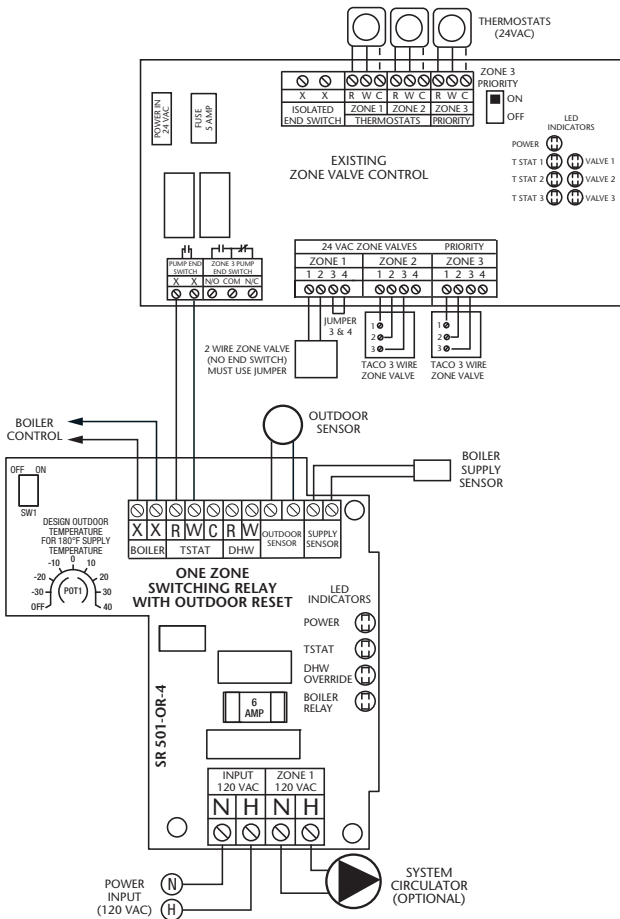 THERMOSTATS
(24VAC)
X X R W C R W C R W C
ISOLATED
END SWITCH
ZONE 1 ZONE 2 ZONE 3
THERMOSTATS PRIORITY
ZONE 3
PRIORITY
ON
OFF
POWER IN
24 VAC
FUSE
5 AMP
LED
INDICATORS
POWER
T STAT 1 VALVE 1
T STAT 2 VALVE 2
T STAT 3 VALVE 3
EXISTING
ZONE VALVE CONTROL
PUMP END
SWITCH
ZONE 3 PUMP
END SWITCH
X X N/O COM N/C
24 VAC ZONE VALVES PRIORITY
ZONE 1 ZONE 2 ZONE 3
1 2 3 4 1 2 3 4 1 2 3 4
JUMPER
3 & 4
1
2
3
1
2
3
2 WIRE ZONE VALVE
(NO END SWITCH)
MUST USE JUMPER
TACO 3 WIRE
ZONE VALVE
TACO 3 WIRE
ZONE VALVE
BOILER
CONTROL
OUTDOOR
SENSOR
BOILER
SUPPLY
SENSOR
OFF ON
SW1
X X R W C R W OUTDOOR
SENSOR SUPPLY
SENSOR
BOILER TSTAT DHW
DESIGN OUTDOOR
TEMPERATURE
FOR 180°F SUPPLY
TEMPERATURE
-10 0 10
-20 20
-30 POT1 30
OFF 40
ONE ZONE
SWITCHING RELAY
WITH OUTDOOR RESET
LED
INDICATORS
POWER
TSTAT
DHW
OVERRIDE
BOILER
RELAY
6
AMP
SR 501-OR-4
INPUT
120 VAC
ZONE 1
120 VAC
N H N H
POWER
INPUT
(120 VAC)
N
H
SYSTEM
CIRCULATOR
(OPTIONAL)